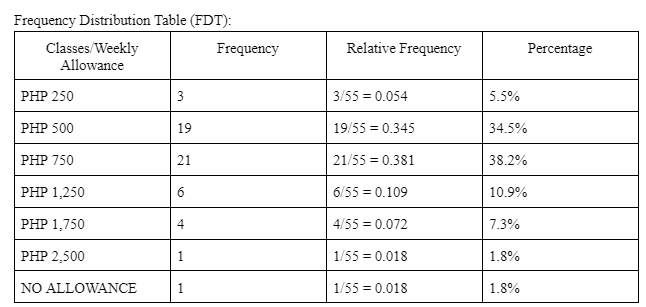 Frequency Distribution Table (FDT):
Classes/Weekly Allowance Frequency Relative Frequency Percentage
PHP 250 3 3/55 = 0.054 5.5%
PHP 500 19 19/55 = 0.345 34.5%
PHP 750 21 21/55 = 0.381 38.2%
PHP 1,250 6 6/55 = 0.109 10.9%
PHP 1,750 4 4/55 = 0.072 7.3%
PHP 2,500 1 1/55 = 0.018 1.8%
NO ALLOWANCE 1 1/55 = 0.018 1.8%